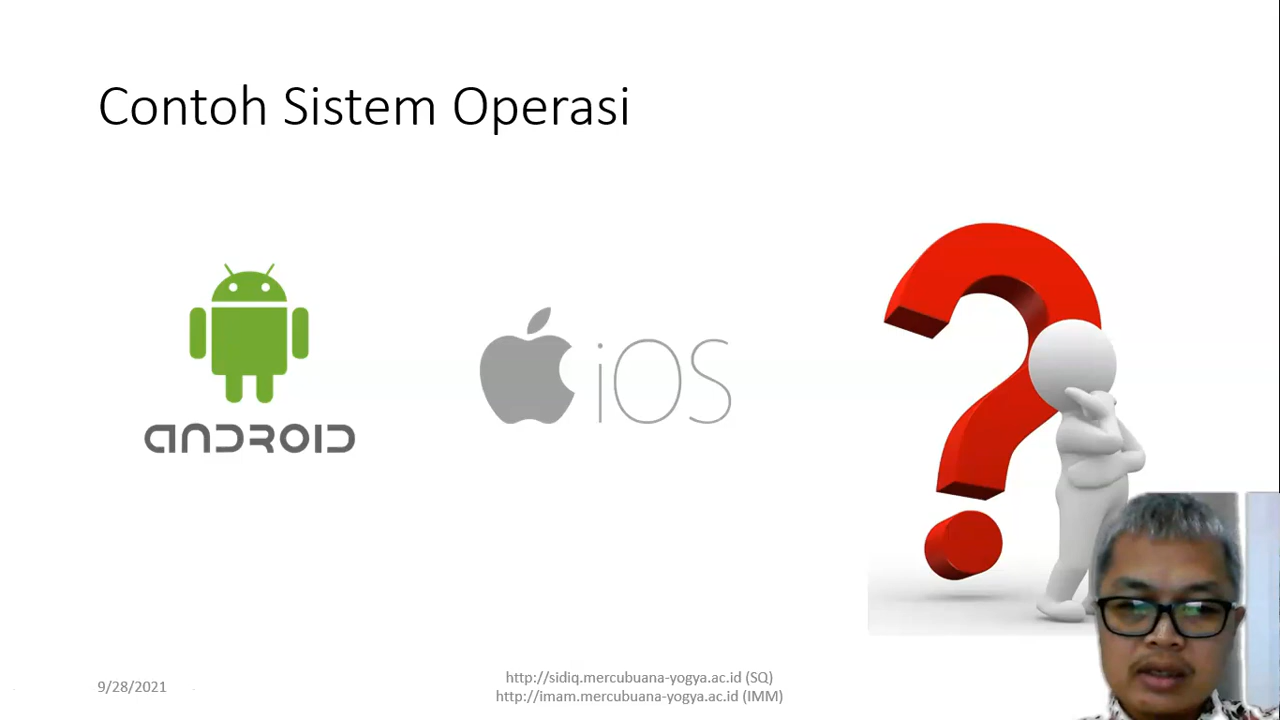 Contoh Sistem Operasi
ANDROID
iOS
9/28/2021
http://sidiq.mercubuana-yogya.ac.id (SQ)
http://imam.mercubuana-yogya.ac.id (IMM)